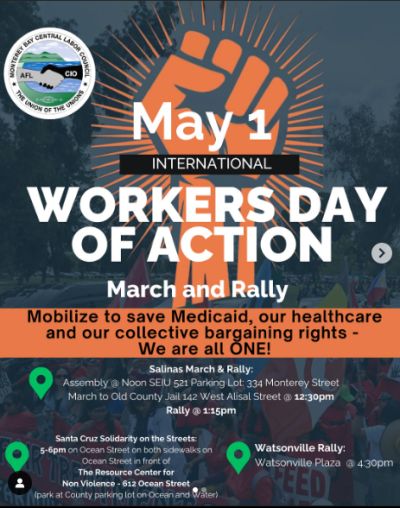 MONTEREY BAY CENTRAL LABOR COUNCIL
AFL CIO
THE UNION OF THE UNIONS
May 1
INTERNATIONAL
WORKERS DAY
OF ACTION
March and Rally
Mobilize to save Medicaid, our healthcare
and our collective bargaining rights -
We are all ONE!
Salinas March & Rally:
Assembly @ Noon SEIU 521 Parking Lot: 334 Monterey Street
March to Old County Jail 142 West Alisal Street @ 12:30pm
Rally @ 1:15pm
Santa Cruz Solidarity on the Streets:
5-6pm on Ocean Street on both sidewalks on
Ocean Street in front of
The Resource Center for
Non Violence - 612 Ocean Street
(park at County parking lot on Ocean and Water)
Watsonville Rally:
Watsonville Plaza @ 4:30pm